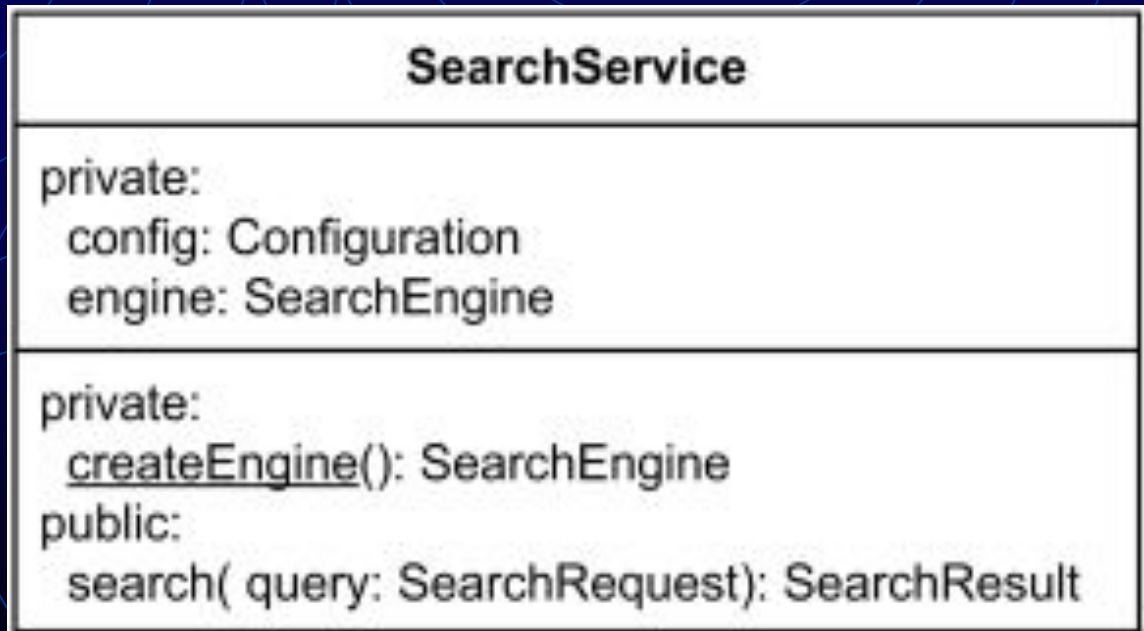 SearchService
private:
config: Configuration
engine: SearchEngine
private:
createEngine(): SearchEngine
public:
search( query: SearchRequest): SearchResult